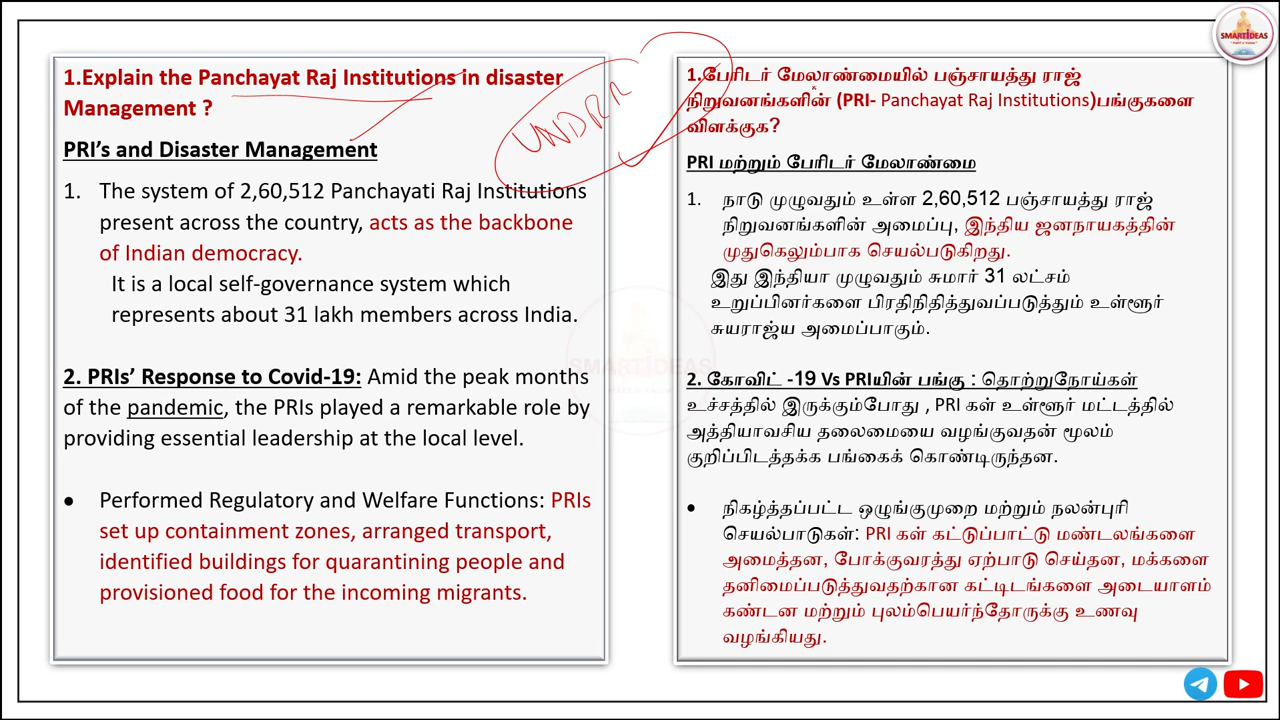 SMARTIDEAS
1.Explain the Panchayat Raj Institutions in disaster
Management ?
PRI's and Disaster Management
1. The system of 2,60,512 Panchayati Raj Institutions
present across the country, acts as the backbone
of Indian democracy.
It is a local self-governance system which
represents about 31 lakh members across India.
2. PRIs' Response to Covid-19: Amid the peak months
of the pandemic, the PRIs played a remarkable role by
providing essential leadership at the local level.
• Performed Regulatory and Welfare Functions: PRIs
set up containment zones, arranged transport,
identified buildings for quarantining people and
provisioned food for the incoming migrants.
UNDRR
1.பேரிடர் மேலாண்மையில் பஞ்சாயத்து ராஜ்
நிறுவனங்களின் (PRI- Panchayat Raj Institutions)பங்குகளை
விளக்குக?
PRI மற்றும் பேரிடர் மேலாண்மை
1. நாடு முழுவதும் உள்ள 2,60,512 பஞ்சாயத்து ராஜ்
நிறுவனங்களின் அமைப்பு, இந்திய ஜனநாயகத்தின்
முதுகெலும்பாக செயல்படுகிறது.
இது இந்தியா முழுவதும் சுமார் 31 லட்சம்
உறுப்பினர்களை பிரதிநிதித்துவப்படுத்தும் உள்ளூர்
சுயராஜ்ய அமைப்பாகும்.
2. கோவிட் -19 Vs PRIயின் பங்கு : தொற்றுநோய்கள்
உச்சத்தில் இருக்கும்போது , PRI கள் உள்ளூர் மட்டத்தில்
அத்தியாவசிய தலைமையை வழங்குவதன் மூலம்
குறிப்பிடத்தக்க பங்கைக் கொண்டிருந்தன.
• நிகழ்த்தப்பட்ட ஒழுங்குமுறை மற்றும் நலன்புரி
செயல்பாடுகள்: PRI கள் கட்டுப்பாட்டு மண்டலங்களை
அமைத்தன, போக்குவரத்து ஏற்பாடு செய்தன, மக்களை
தனிமைப்படுத்துவதற்கான கட்டிடங்களை அடையாளம்
கண்டன மற்றும் புலம்பெயர்ந்தோருக்கு உணவு
வழங்கியது.
SMARTIDEAS